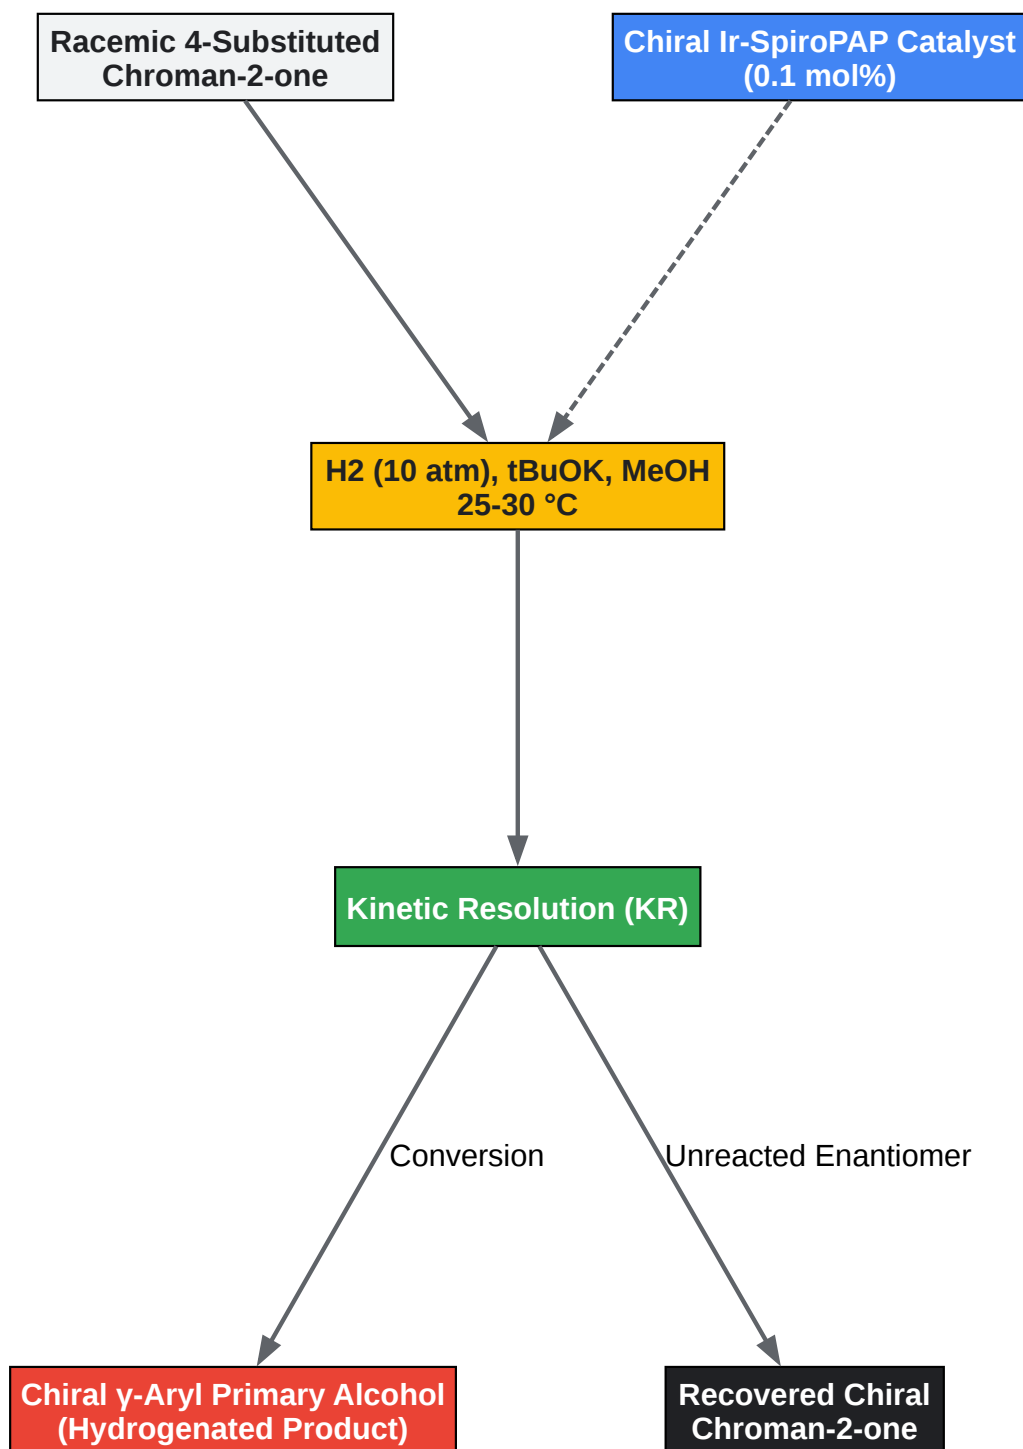 Racemic 4-Substituted
Chroman-2-one
Chiral Ir-SpiroPAP Catalyst
(0.1 mol%)
H2 (10 atm), tBuOK, MeOH
25-30 °C
Kinetic Resolution (KR)
Conversion
Unreacted Enantiomer
Chiral γ-Aryl Primary Alcohol
(Hydrogenated Product)
Recovered Chiral
Chroman-2-one